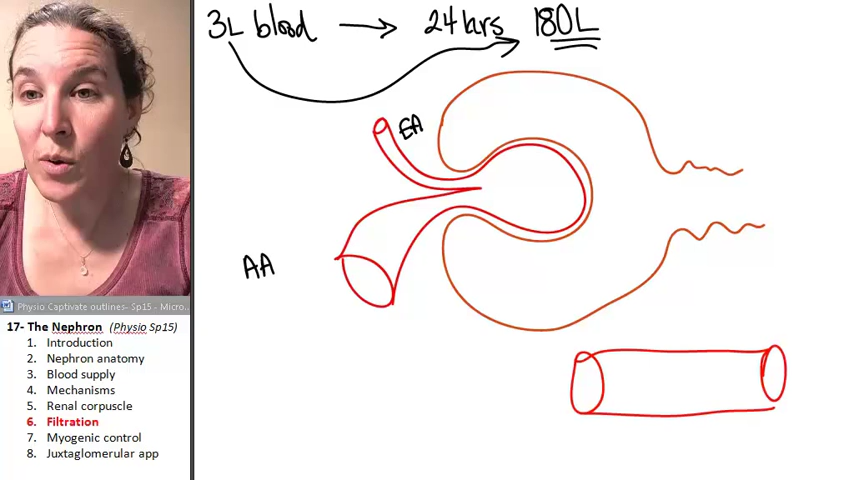 3L blood → 24 hrs 180L
EA
AA
Physio Captivate outlines- Sp15 - Micro...
17- The Nephron (Physio Sp15)
1. Introduction
2. Nephron anatomy
3. Blood supply
4. Mechanisms
5. Renal corpuscle
6. Filtration
7. Myogenic control
8. Juxtaglomerular app